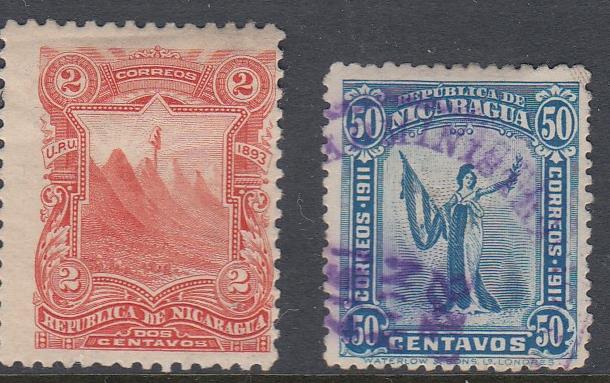 2 CORREOS 2
U.P.U. 1893
2 2
REPUBLICA DE NICARAGUA
DOS
CENTAVOS
REPÚBLICA DE
50 NICARAGUA 50
CORREOS·1911
CORREOS·1911
50 CENTAVOS 50
WATERLOW & SONS, LD. LONDRES